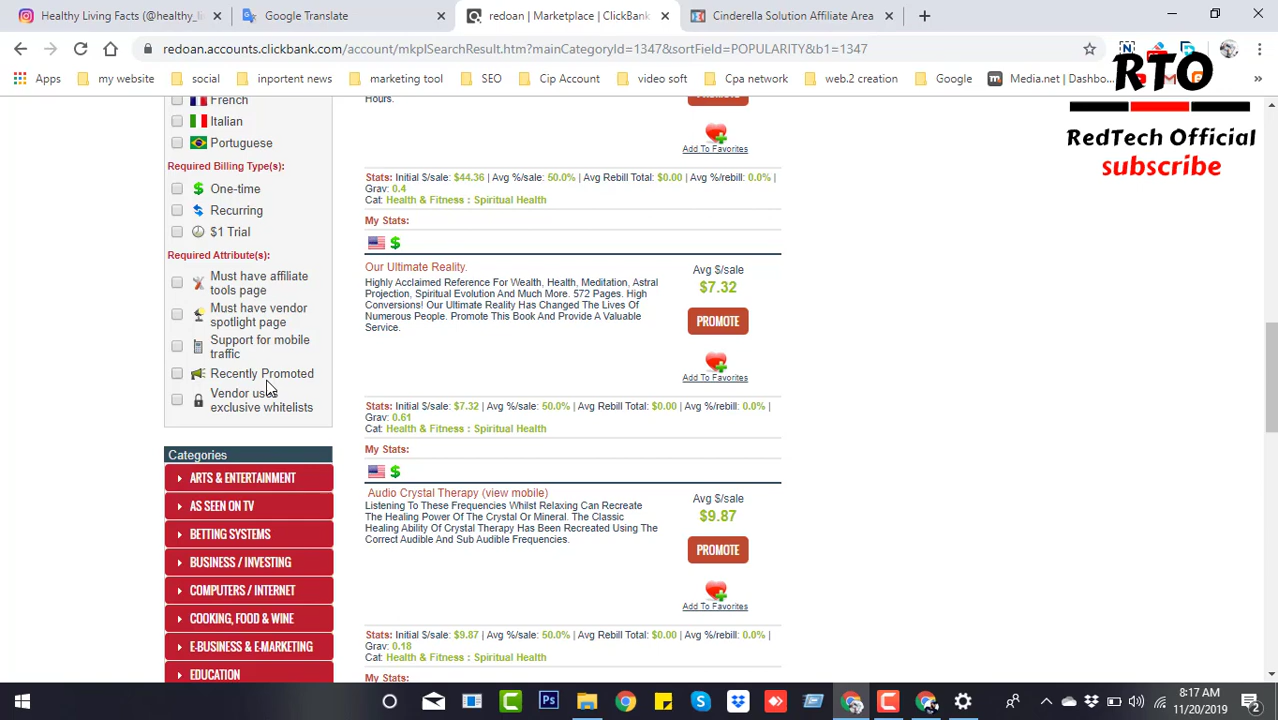 Healthy Living Facts (@healthy_l
Google Translate
redoan | Marketplace | ClickBank
Cinderella Solution Affiliate Area
redoan.accounts.clickbank.com/account/mkplSearchResult.htm?mainCategoryId=1347&sortField=POPULARITY&b1=1347
Apps
my website
social
inportent news
marketing tool
SEO
Cip Account
video soft
Cpa network
web.2 creation
Google
Media.net | Dashbo...
»
RTO
RedTech Official
subscribe
French
Italian
Portuguese
Required Billing Type(s):
One-time
Recurring
$1 Trial
Required Attribute(s):
Must have affiliate
tools page
Must have vendor
spotlight page
Support for mobile
traffic
Recently Promoted
Vendor uses
exclusive whitelists
Categories
ARTS & ENTERTAINMENT
AS SEEN ON TV
BETTING SYSTEMS
BUSINESS / INVESTING
COMPUTERS / INTERNET
COOKING, FOOD & WINE
E-BUSINESS & E-MARKETING
EDUCATION
Hours.
PROMOTE
Add To Favorites
Stats: Initial $/sale: $44.36 | Avg %/sale: 50.0% | Avg Rebill Total: $0.00 | Avg %/rebill: 0.0% |
Grav: 0.4
Cat: Health & Fitness : Spiritual Health
My Stats:
Our Ultimate Reality.
Highly Acclaimed Reference For Wealth, Health, Meditation, Astral
Projection, Spiritual Evolution And Much More. 572 Pages. High
Conversions! Our Ultimate Reality Has Changed The Lives Of
Numerous People. Promote This Book And Provide A Valuable
Service.
Avg $/sale
$7.32
PROMOTE
Add To Favorites
Stats: Initial $/sale: $7.32 | Avg %/sale: 50.0% | Avg Rebill Total: $0.00 | Avg %/rebill: 0.0% |
Grav: 0.61
Cat: Health & Fitness : Spiritual Health
My Stats:
Audio Crystal Therapy (view mobile)
Listening To These Frequencies Whilst Relaxing Can Recreate
The Healing Power Of The Crystal Or Mineral. The Classic
Healing Ability Of Crystal Therapy Has Been Recreated Using The
Correct Audible And Sub Audible Frequencies.
Avg $/sale
$9.87
PROMOTE
Add To Favorites
Stats: Initial $/sale: $9.87 | Avg %/sale: 50.0% | Avg Rebill Total: $0.00 | Avg %/rebill: 0.0% |
Grav: 0.18
Cat: Health & Fitness : Spiritual Health
My Stats:
8:17 AM
11/20/2019